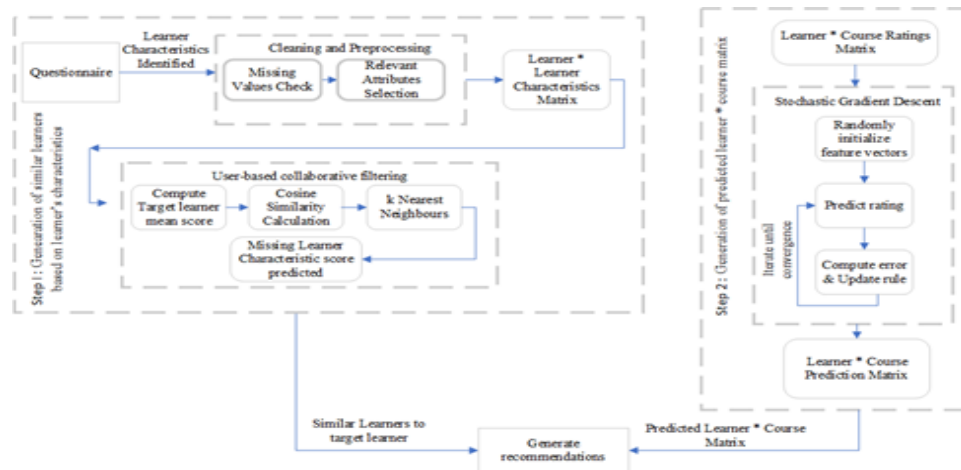 Questionnaire
Learner
Characteristics
Identified
Cleaning and Preprocessing
Missing
Values Check
Relevant
Attributes
Selection
Learner *
Learner
Characteristics
Matrix
Step 1 : Generation of similar learners
based on learner's characteristics
User-based collaborative filtering
Compute
Target learner
mean score
Cosine
Similarity
Calculation
k Nearest
Neighbours
Missing Learner
Characteristic score
predicted
Step 2 : Generation of predicted learner * course matrix
Learner * Course Ratings
Matrix
Stochastic Gradient Descent
Randomly
initialize
feature vectors
Predict rating
Iterate until
convergence
Compute error
& Update rule
Learner * Course
Prediction Matrix
Similar Learners to
target learner
Generate
recommendations
Predicted Learner * Course
Matrix